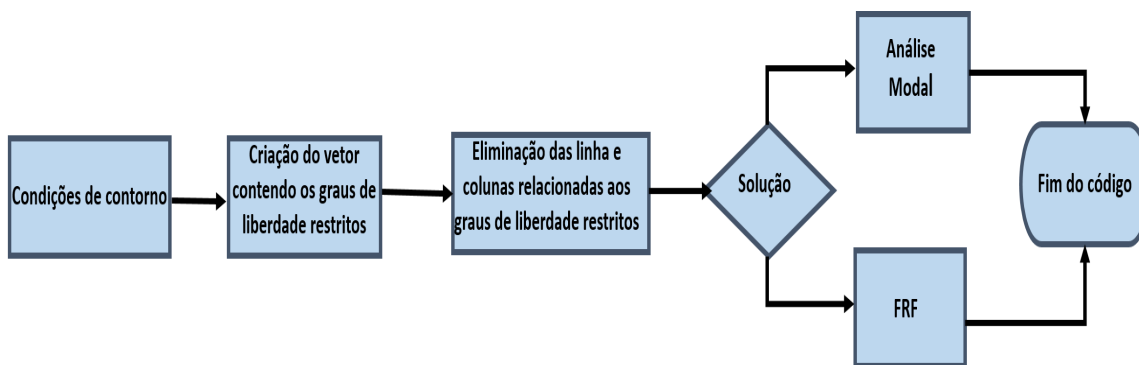 Condições de contorno
Criação do vetor
contendo os graus de
liberdade restritos
Eliminação das linha e
colunas relacionadas aos
graus de liberdade restritos
Solução
Análise
Modal
FRF
Fim do código